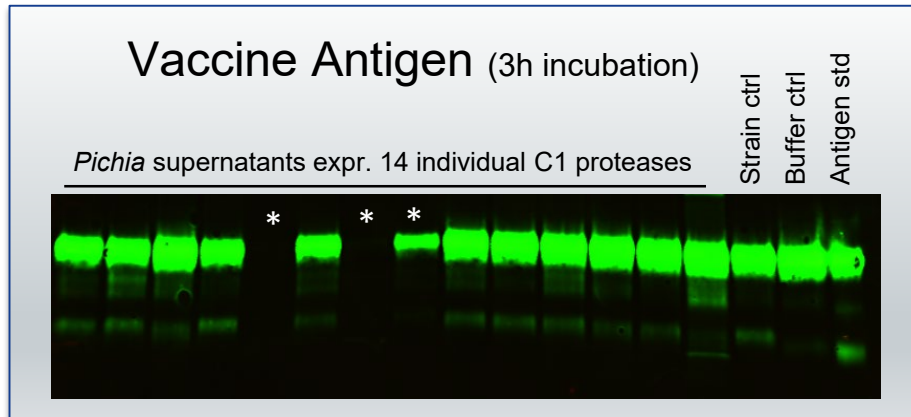 Vaccine Antigen (3h incubation)
Pichia supernatants expr. 14 individual C1 proteases
Strain ctrl
Buffer ctrl
Antigen std
* * *